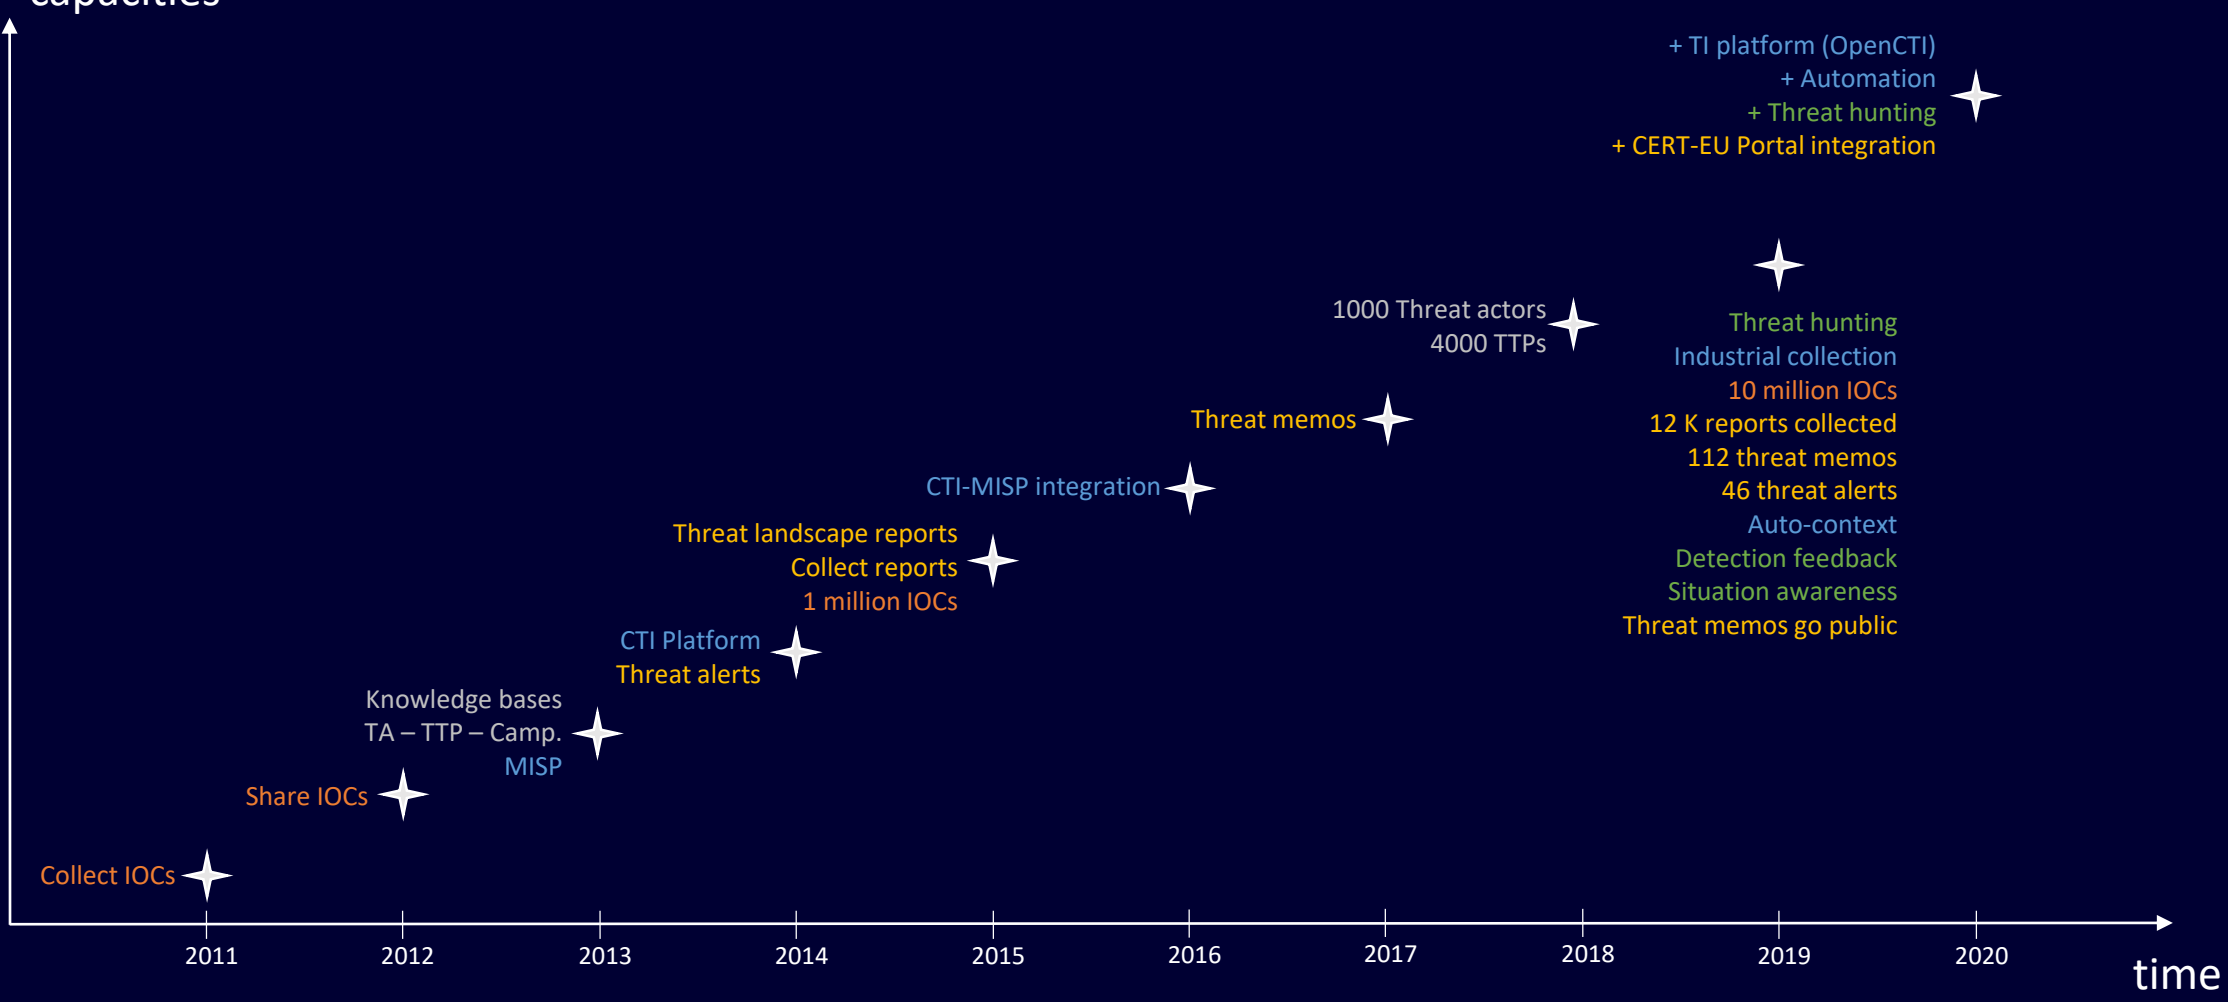 capacities
+ TI platform (OpenCTI)
+ Automation
+ Threat hunting
+ CERT-EU Portal integration
1000 Threat actors
4000 TTPs
Threat hunting
Industrial collection
10 million IOCs
12 K reports collected
112 threat memos
46 threat alerts
Auto-context
Detection feedback
Situation awareness
Threat memos go public
Threat memos
CTI-MISP integration
Threat landscape reports
Collect reports
1 million IOCs
CTI Platform
Threat alerts
Knowledge bases
TA – TTP – Camp.
MISP
Share IOCs
Collect IOCs
2011 2012 2013 2014 2015 2016 2017 2018 2019 2020
time